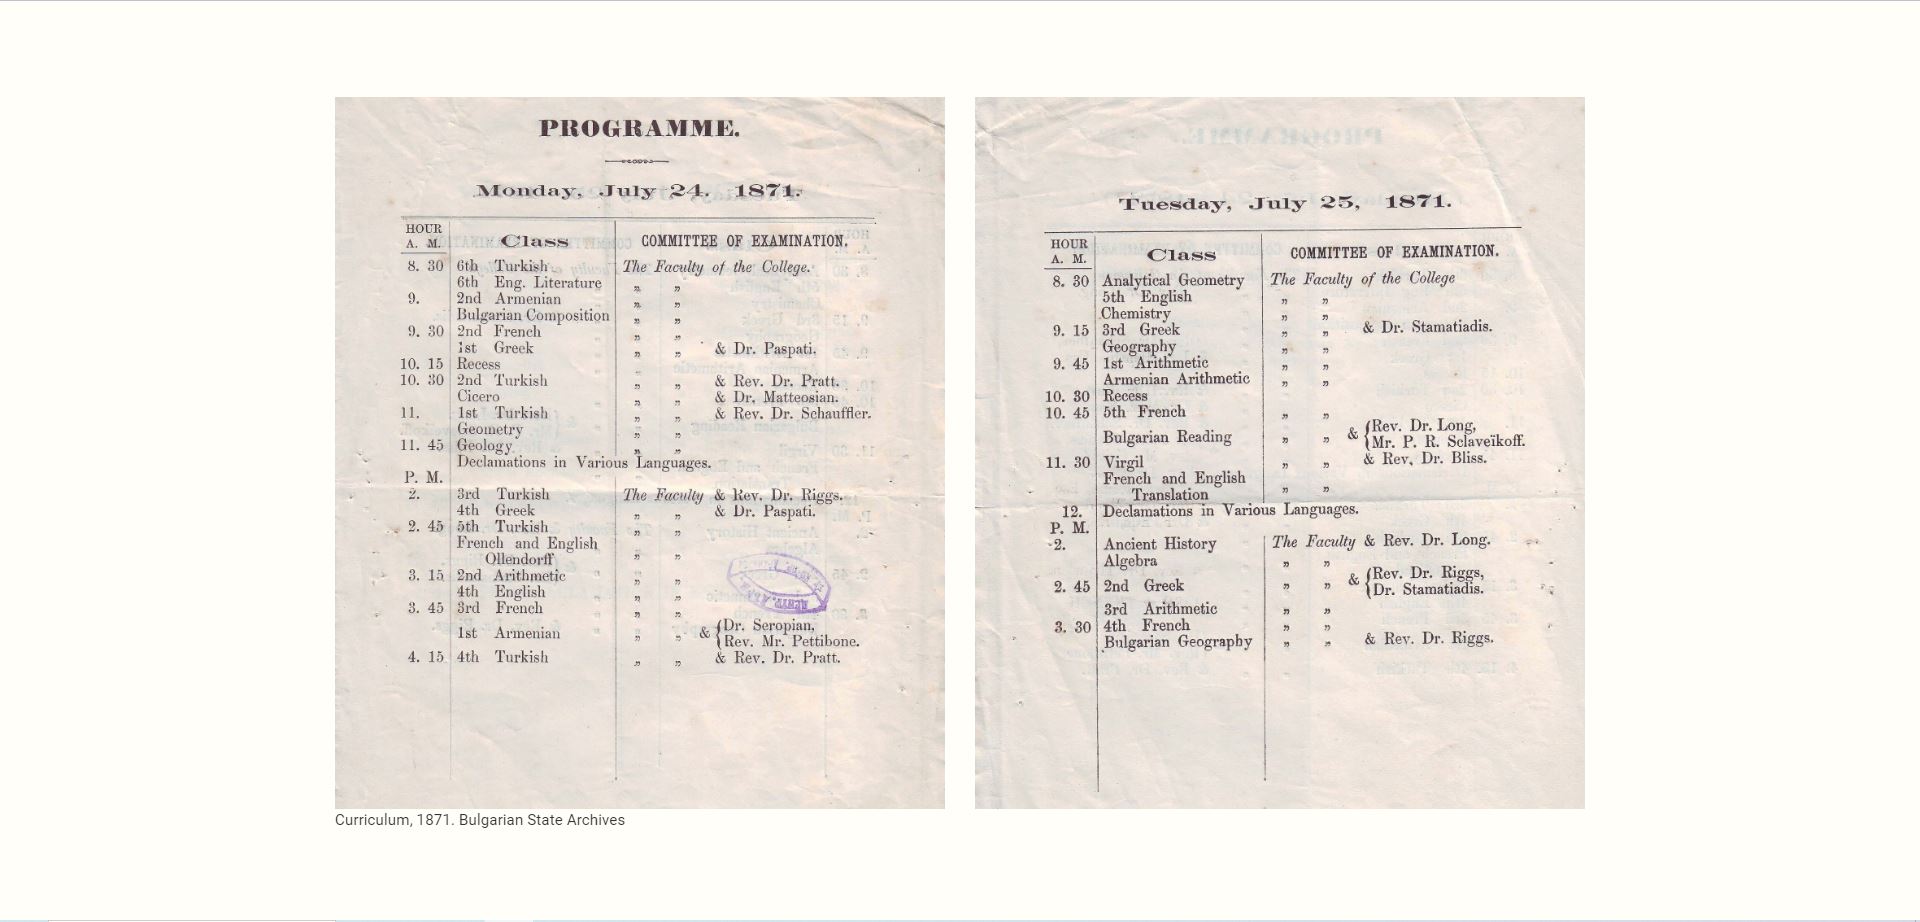 PROGRAMME.
Monday, July 24. 1871.
HOUR
A. M. Class COMMITTEE OF EXAMINATION.
8. 30 6th Turkish The Faculty of the College.
6th Eng. Literature „ „
9. 2nd Armenian „ „
Bulgarian Composition „ „
9. 30 2nd French „ „
1st Greek „ „ & Dr. Paspati.
10. 15 Recess
10. 30 2nd Turkish „ „ & Rev. Dr. Pratt.
Cicero „ „ & Dr. Matteosian.
11. 1st Turkish „ „ & Rev. Dr. Schauffler.
Geometry „ „
11. 45 Geology „ „
Declamations in Various Languages.
P. M.
2. 3rd Turkish The Faculty & Rev. Dr. Riggs.
4th Greek „ „ & Dr. Paspati.
2. 45 5th Turkish „ „
French and English „ „
Ollendorff
3. 15 2nd Arithmetic „ „
4th English „ „
3. 45 3rd French „ „
1st Armenian „ „ & { Dr. Seropian,
Rev. Mr. Pettibone.
4. 15 4th Turkish „ „ & Rev. Dr. Pratt.
Tuesday, July 25, 1871.
HOUR
A. M. Class COMMITTEE OF EXAMINATION.
8. 30 Analytical Geometry The Faculty of the College
5th English „ „
Chemistry „ „
9. 15 3rd Greek „ „ & Dr. Stamatiadis.
Geography „ „
9. 45 1st Arithmetic „ „
Armenian Arithmetic „ „
10. 30 Recess
10. 45 5th French „ „
Bulgarian Reading „ „ & { Rev. Dr. Long,
Mr. P. R. Sclaveïkoff.
11. 30 Virgil „ „ & Rev. Dr. Bliss.
French and English
Translation „ „
12. Declamations in Various Languages.
P. M.
2. Ancient History The Faculty & Rev. Dr. Long.
Algebra „ „
2. 45 2nd Greek „ „ & { Rev. Dr. Riggs,
Dr. Stamatiadis.
3rd Arithmetic „ „
3. 30 4th French „ „
Bulgarian Geography „ „ & Rev. Dr. Riggs.
Curriculum, 1871. Bulgarian State Archives